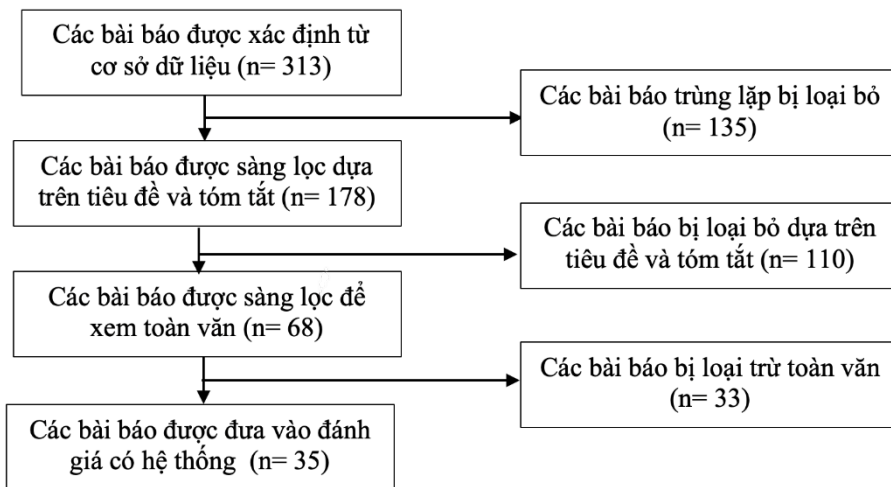 Các bài báo được xác định từ
cơ sở dữ liệu (n= 313)
Các bài báo trùng lặp bị loại bỏ
(n= 135)
Các bài báo được sàng lọc dựa
trên tiêu đề và tóm tắt (n= 178)
Các bài báo bị loại bỏ dựa trên
tiêu đề và tóm tắt (n= 110)
Các bài báo được sàng lọc để
xem toàn văn (n= 68)
Các bài báo bị loại trừ toàn văn
(n= 33)
Các bài báo được đưa vào đánh
giá có hệ thống (n= 35)